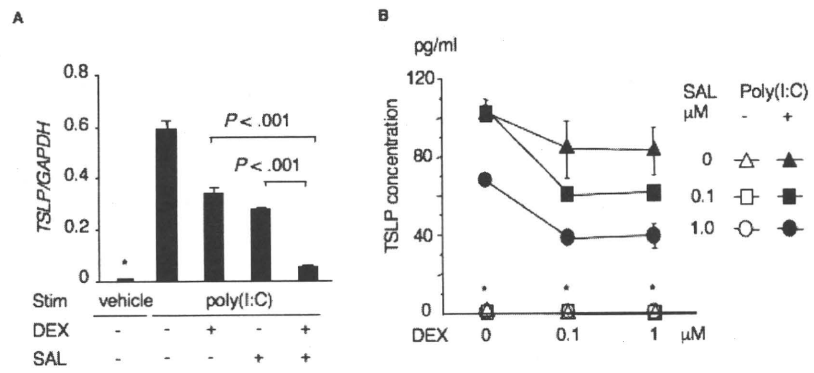 A
0.8
0.6
0.4
0.2
0
TSLP/GAPDH
P < .001
P < .001
*
Stim vehicle poly(I:C)
DEX - - + - +
SAL - - - + +
B
pg/ml
120
80
60
40
0
TSLP concentration
* * *
DEX 0 0.1 1 μM
SAL Poly(I:C)
μM - +
0
0.1
1.0